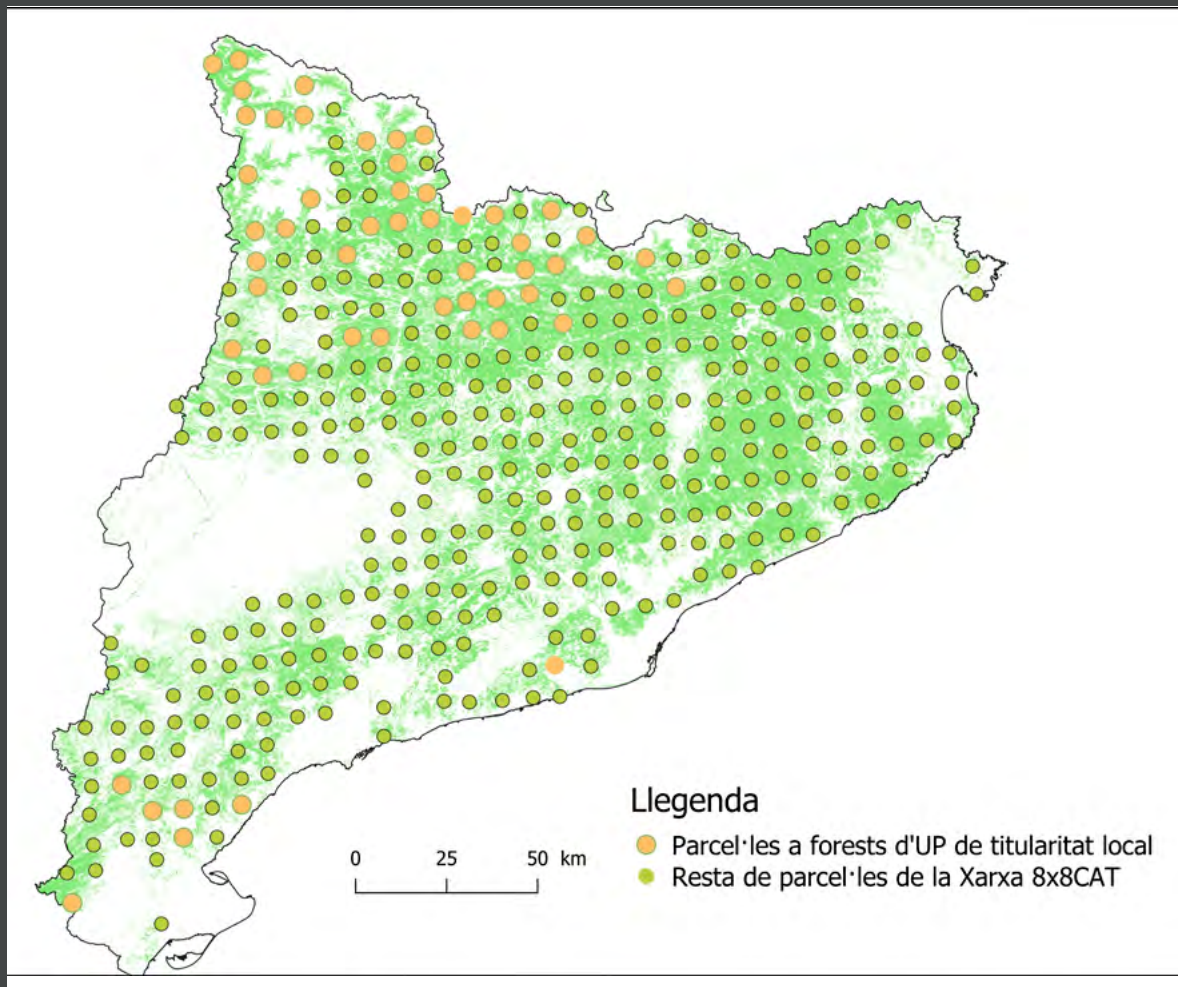 Llegenda
Parcel·les a forests d'UP de titularitat local
Resta de parcel·les de la Xarxa 8x8CAT
0 25 50 km